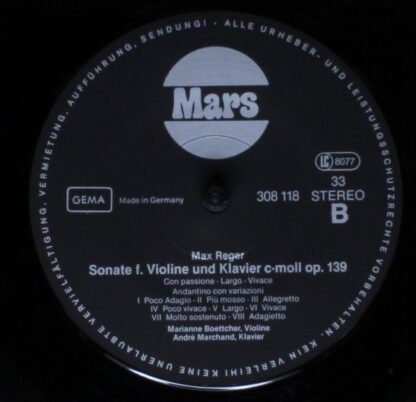 ALLE URHEBER- UND LEISTUNGSSCHUTZRECHTE VORBEHALTEN · KEIN VERLEIH! KEINE UNERLAUBTE VERVIELFÄLTIGUNG, VERMIETUNG, AUFFÜHRUNG, SENDUNG! -
Mars
LC 8077
GEMA
Made in Germany
308 118
33
STEREO
B
Max Reger
Sonate f. Violine und Klavier c-moll op. 139
Con passione - Largo - Vivace
Andantino con variazioni
I Poco Adagio - II Più mosso - III Allegretto
IV Poco vivace - V Largo - VI Vivace
VII Molto sostenuto - VIII Adagietto
Marianne Boettcher, Violine
André Marchand, Klavier